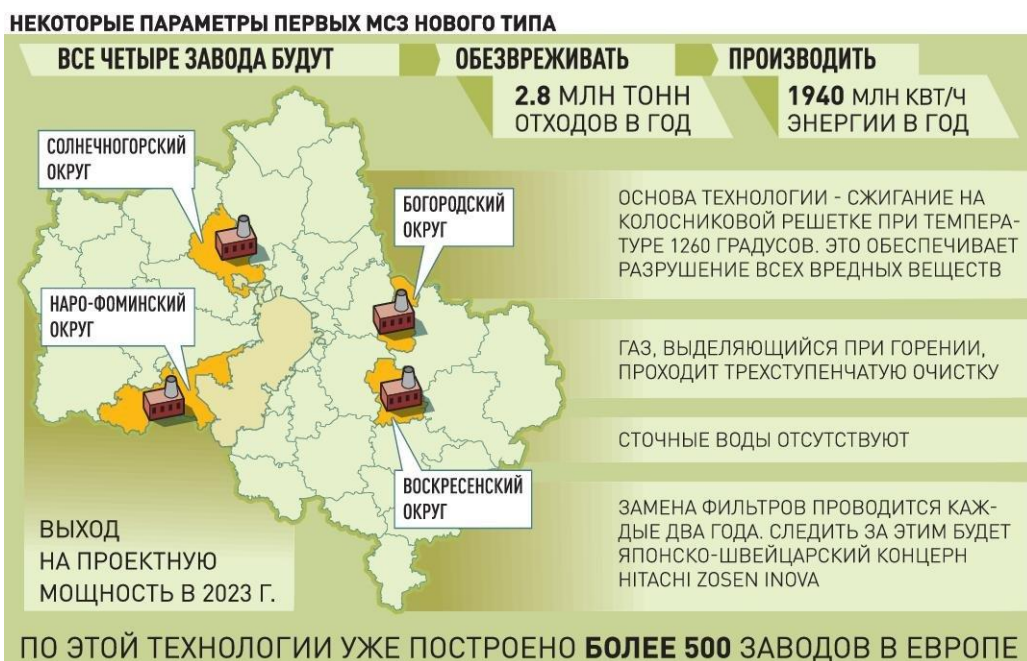 НЕКОТОРЫЕ ПАРАМЕТРЫ ПЕРВЫХ МСЗ НОВОГО ТИПА
ВСЕ ЧЕТЫРЕ ЗАВОДА БУДУТ
ОБЕЗВРЕЖИВАТЬ
2.8 МЛН ТОНН
ОТХОДОВ В ГОД
ПРОИЗВОДИТЬ
1940 МЛН КВТ/Ч
ЭНЕРГИИ В ГОД
СОЛНЕЧНОГОРСКИЙ
ОКРУГ
БОГОРОДСКИЙ
ОКРУГ
НАРО-ФОМИНСКИЙ
ОКРУГ
ВОСКРЕСЕНСКИЙ
ОКРУГ
ОСНОВА ТЕХНОЛОГИИ - СЖИГАНИЕ НА
КОЛОСНИКОВОЙ РЕШЕТКЕ ПРИ ТЕМПЕРА-
ТУРЕ 1260 ГРАДУСОВ. ЭТО ОБЕСПЕЧИВАЕТ
РАЗРУШЕНИЕ ВСЕХ ВРЕДНЫХ ВЕЩЕСТВ
ГАЗ, ВЫДЕЛЯЮЩИЙСЯ ПРИ ГОРЕНИИ,
ПРОХОДИТ ТРЕХСТУПЕНЧАТУЮ ОЧИСТКУ
СТОЧНЫЕ ВОДЫ ОТСУТСТВУЮТ
ЗАМЕНА ФИЛЬТРОВ ПРОВОДИТСЯ КАЖ-
ДЫЕ ДВА ГОДА. СЛЕДИТЬ ЗА ЭТИМ БУДЕТ
ЯПОНСКО-ШВЕЙЦАРСКИЙ КОНЦЕРН
HITACHI ZOSEN INOVA
ВЫХОД
НА ПРОЕКТНУЮ
МОЩНОСТЬ В 2023 Г.
ПО ЭТОЙ ТЕХНОЛОГИИ УЖЕ ПОСТРОЕНО БОЛЕЕ 500 ЗАВОДОВ В ЕВРОПЕ